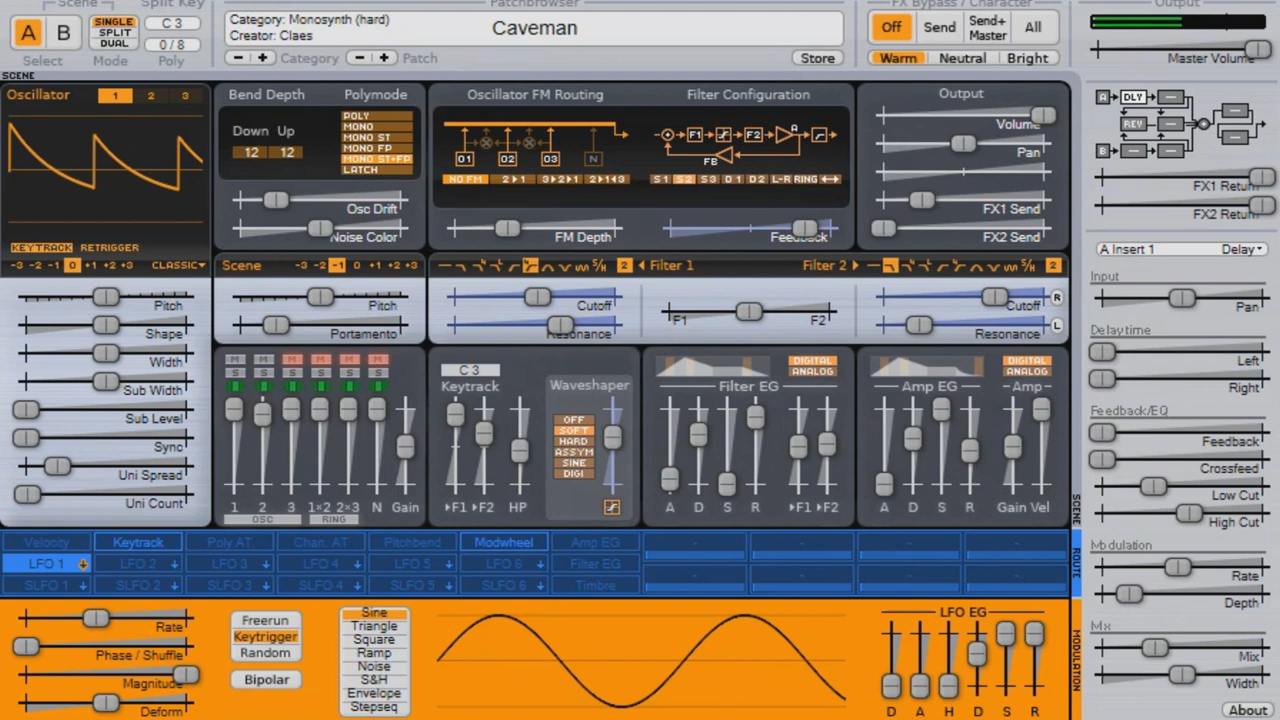 Scene
Split Key
Patchbrowser
FX Bypass / Character
Output
A B
SINGLE
SPLIT
DUAL
C 3
0 / 8
Select Mode Poly
Category: Monosynth (hard)
Creator: Claes
Caveman
− + Category − + Patch
Store
Off Send Send+ Master All
Warm Neutral Bright
Master Volume
SCENE
Oscillator 1 2 3
KEYTRACK RETRIGGER
-3 -2 -1 0 +1 +2 +3 CLASSIC
Bend Depth Polymode
Down Up
12 12
POLY
MONO
MONO ST
MONO FP
MONO ST+FP
LATCH
Osc Drift
Noise Color
Oscillator FM Routing
O1 O2 O3 N
NO FM 2>1 3>2>1 2>1<3
FM Depth
Filter Configuration
F1 F2 A
FB
S1 S2 S3 D1 D2 L-R RING
Feedback
Output
Volume
Pan
FX1 Send
FX2 Send
A DLY
REV
B
FX1 Return
FX2 Return
Scene -3 -2 -1 0 +1 +2 +3
2 Filter 1
Filter 2 2
Pitch
Shape
Width
Sub Width
Sub Level
Sync
Uni Spread
Uni Count
Pitch
Portamento
Cutoff
Resonance
F1 F2
Cutoff R
Resonance L
M M M M M M
S S S S S S
1 2 3 1×2 2×3 N Gain
OSC RING
C 3
Keytrack
F1 F2 HP
Waveshaper
OFF
SOFT
HARD
ASSYM
SINE
DIGI
DIGITAL
ANALOG
Filter EG
A D S R F1 F2
DIGITAL
ANALOG
Amp EG Amp
A D S R Gain Vel
SCENE
A Insert 1 Delay
Input
Pan
Delaytime
Left
Right
Feedback/EQ
Feedback
Crossfeed
Low Cut
High Cut
Modulation
Rate
Depth
Mix
Mix
Width
About
Velocity Keytrack Poly AT Chan. AT Pitchbend Modwheel Amp EG - - - -
LFO 1 LFO 2 LFO 3 LFO 4 LFO 5 LFO 6 Filter EG
SLFO 1 SLFO 2 SLFO 3 SLFO 4 SLFO 5 SLFO 6 Timbre - - - -
ROUTE
Rate
Phase / Shuffle
Magnitude
Deform
Freerun
Keytrigger
Random
Bipolar
Sine
Triangle
Square
Ramp
Noise
S&H
Envelope
Stepseq
LFO EG
D A H D S R
MODULATION